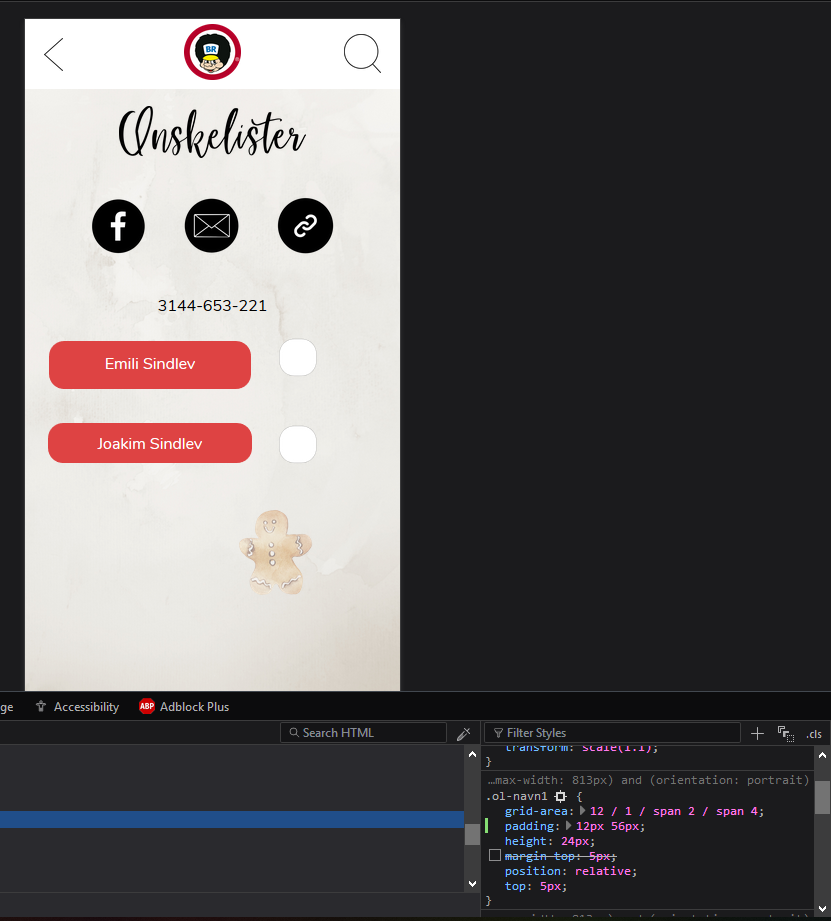 BR
Ønskelister
3144-653-221
Emili Sindlev
Joakim Sindlev
ge
Accessibility
ABP
Adblock Plus
Search HTML
Filter Styles
.cls
transform: scale(1.1);
}
…max-width: 813px) and (orientation: portrait)
.ol-navn1 {
grid-area: 12 / 1 / span 2 / span 4;
padding: 12px 56px;
height: 24px;
margin-top: 5px;
position: relative;
top: 5px;
}